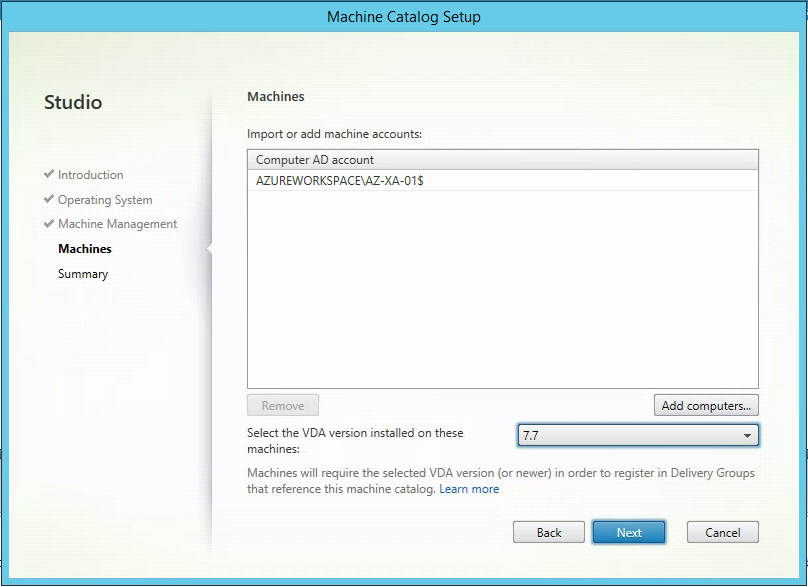 Machine Catalog Setup
Studio
Introduction
Operating System
Machine Management
Machines
Summary
Machines
Import or add machine accounts:
Computer AD account
AZUREWORKSPACE\AZ-XA-01$
Remove
Add computers...
Select the VDA version installed on these
machines:
7.7
Machines will require the selected VDA version (or newer) in order to register in Delivery Groups
that reference this machine catalog. Learn more
Back
Next
Cancel